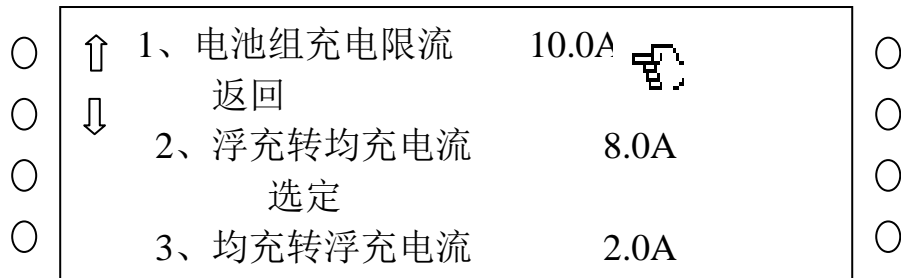 ⇧ 1、电池组充电限流 10.0A
返回
⇩
2、浮充转均充电流 8.0A
选定
3、均充转浮充电流 2.0A